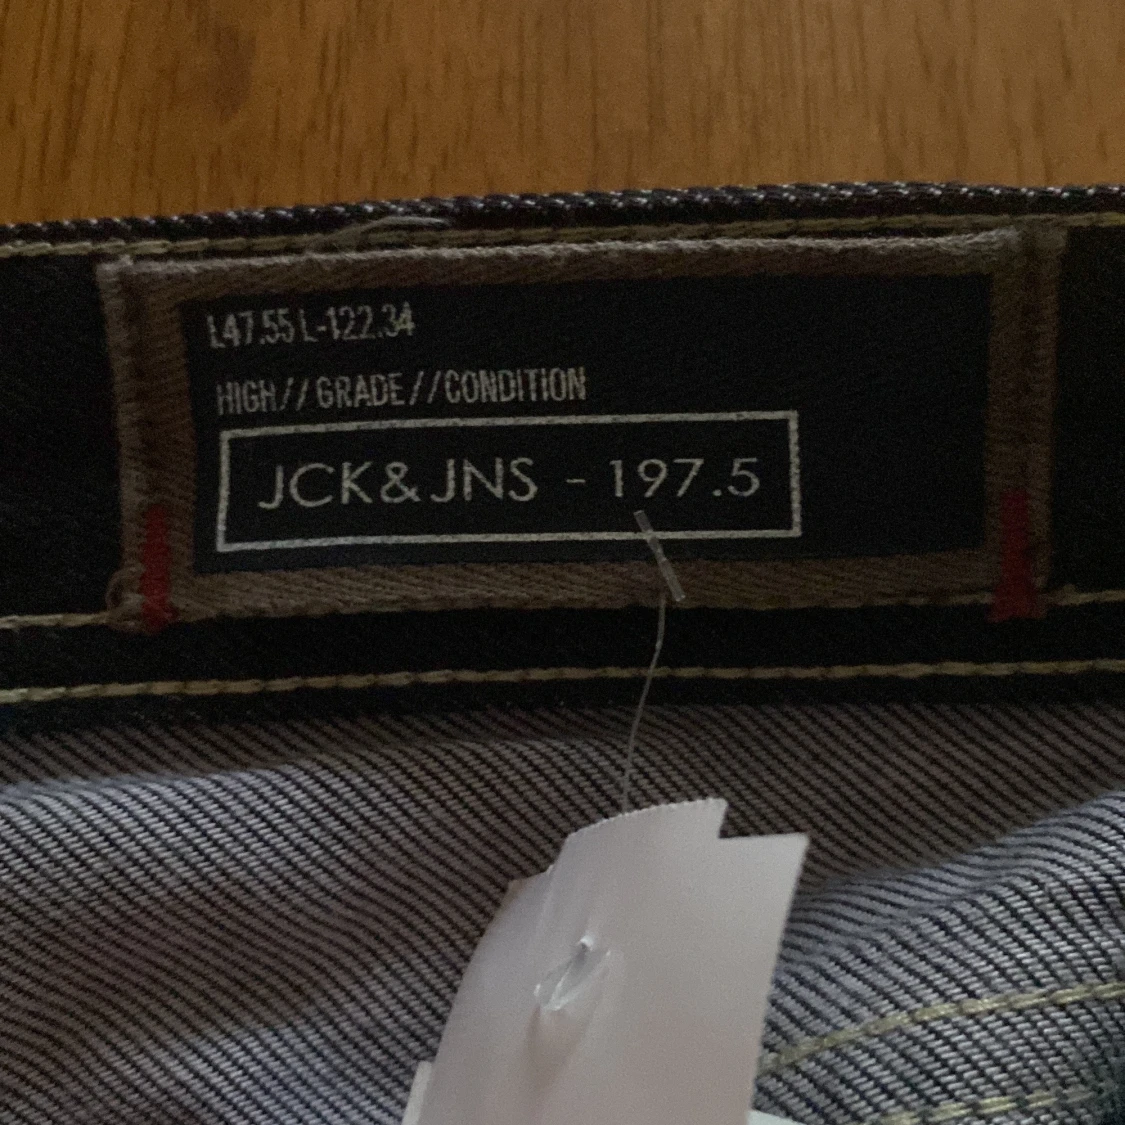 L47.55 L-122.34
HIGH//GRADE//CONDITION
JCK&JNS - 197.5